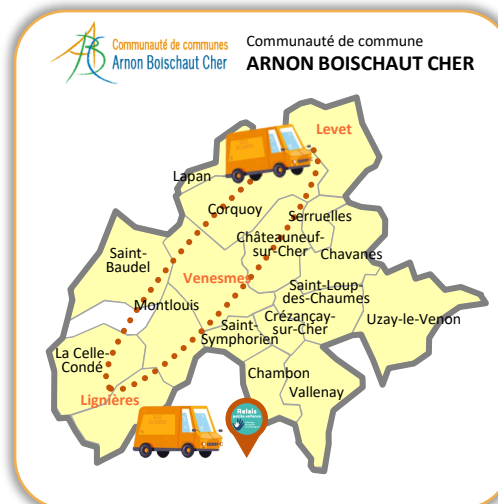 Communauté de communes
Arnon Boischaut Cher
Communauté de commune
ARNON BOISCHAUT CHER
Levet
Lapan
Corquoy
Serruelles
Châteauneuf-
sur-Cher
Chavanes
Saint-
Baudel
Venesmes
Saint-Loup-
des-Chaumes
Montlouis
Crézançay-
sur-Cher
Uzay-le-Venon
Saint-
Symphorien
La Celle-
Condé
Chambon
Vallenay
Lignières
Relais
petite enfance